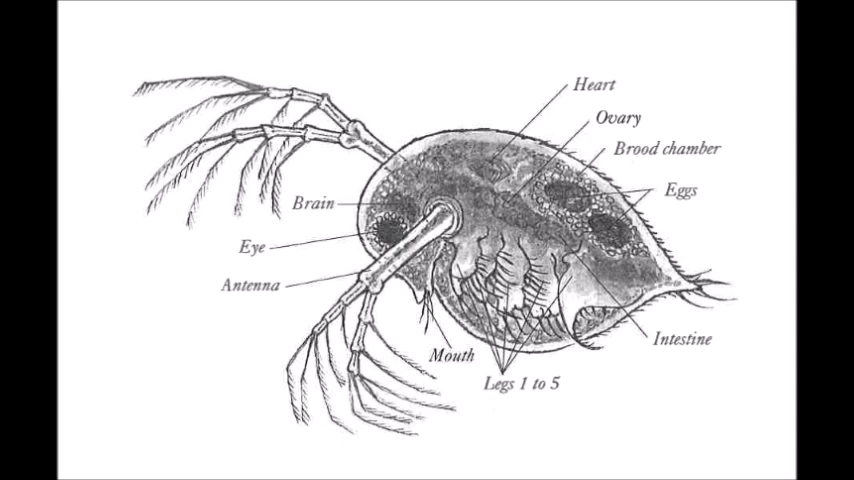 Heart
Ovary
Brood chamber
Eggs
Brain
Eye
Antenna
Intestine
Mouth
Legs 1 to 5